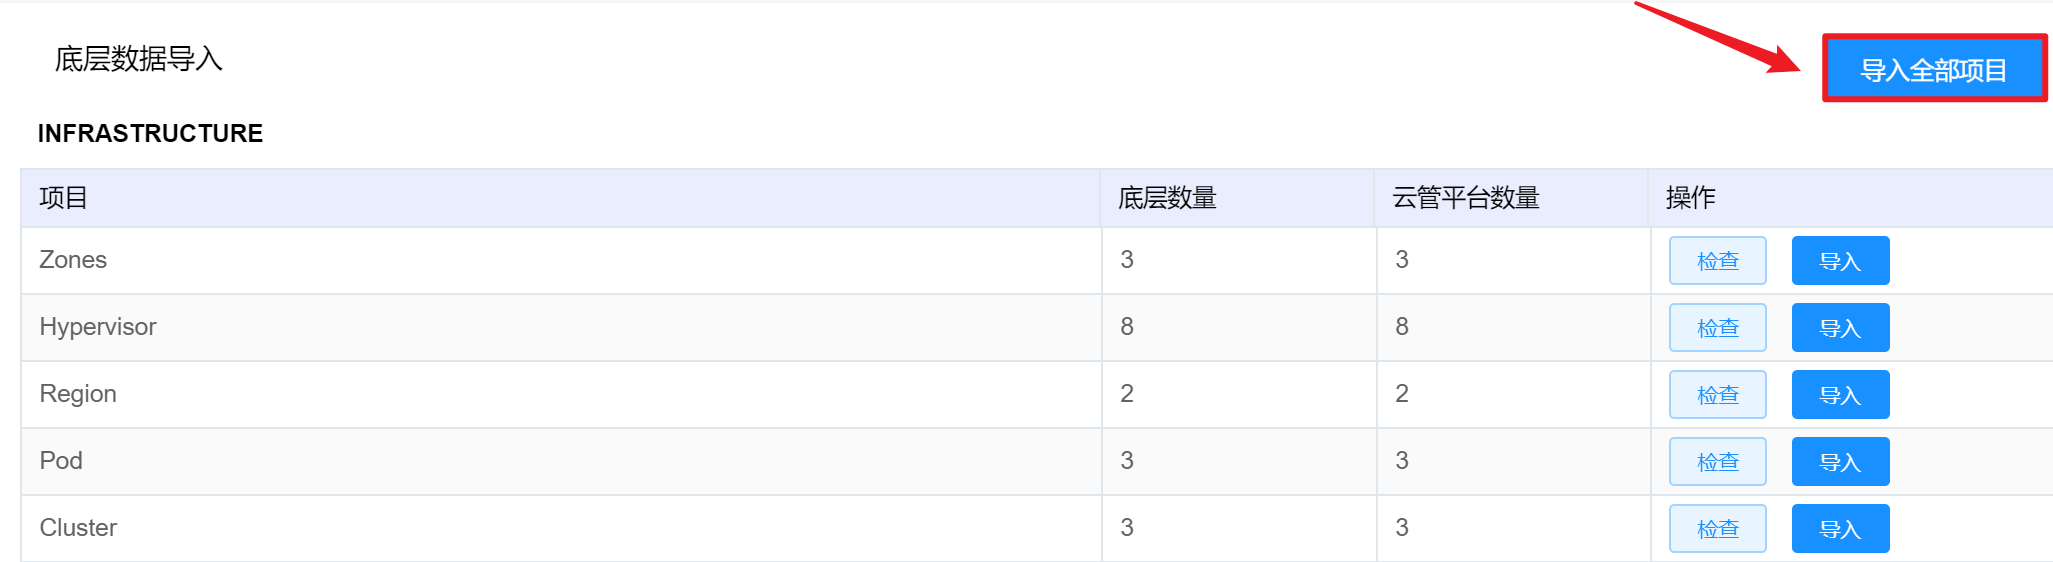 底层数据导入
导入全部项目
INFRASTRUCTURE
项目 底层数量 云管平台数量 操作
Zones 3 3 检查 导入
Hypervisor 8 8 检查 导入
Region 2 2 检查 导入
Pod 3 3 检查 导入
Cluster 3 3 检查 导入